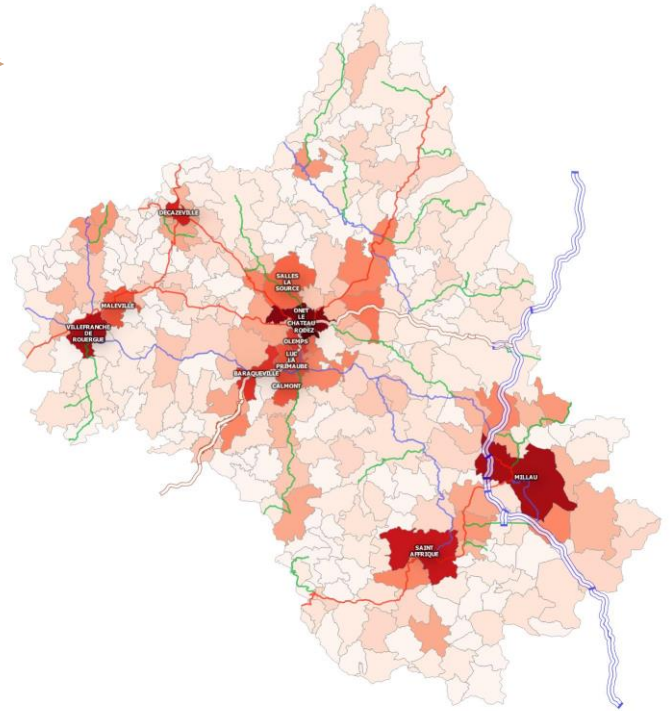 DECAZEVILLE
SALLES
LA
SOURCE
MALEVILLE
ONET
LE
CHATEAU
RODEZ
VILLEFRANCHE
DE
ROUERGUE
OLEMPS
LUC
LA
PRIMAUBE
BARAQUEVILLE
CALMONT
MILLAU
SAINT
AFFRIQUE